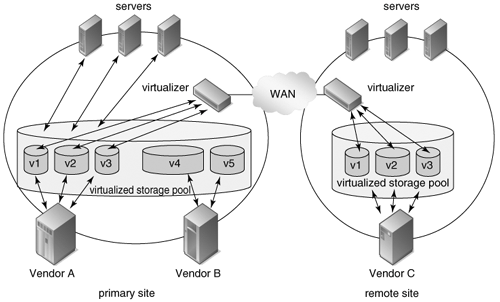 servers
servers
virtualizer
WAN
virtualizer
v1 v2 v3 v4 v5
virtualized storage pool
v1 v2 v3
virtualized storage pool
Vendor A
Vendor B
Vendor C
primary site
remote site